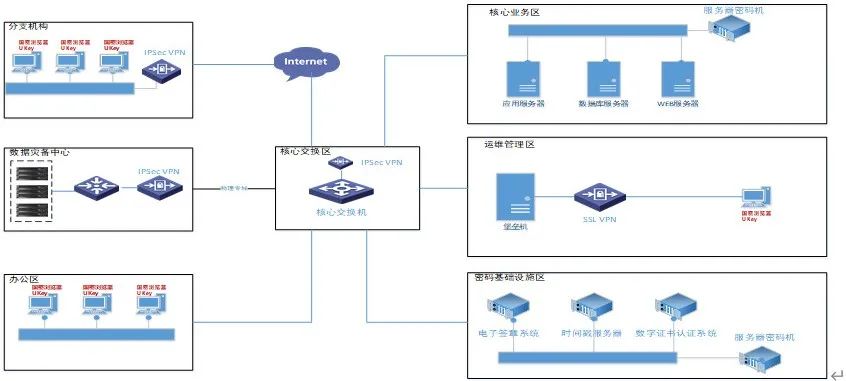 分支机构
国密浏览器
UKey
国密浏览器
UKey
国密浏览器
UKey
IPSec VPN
Internet
核心业务区
服务器密码机
应用服务器
数据库服务器
WEB服务器
数据灾备中心
IPSec VPN
物理专线
核心交换区
IPSec VPN
核心交换机
运维管理区
堡垒机
SSL VPN
国密浏览器
UKey
办公区
国密浏览器
UKey
国密浏览器
UKey
国密浏览器
UKey
密码基础设施区
电子签章系统
时间戳服务器
数字证书认证系统
服务器密码机